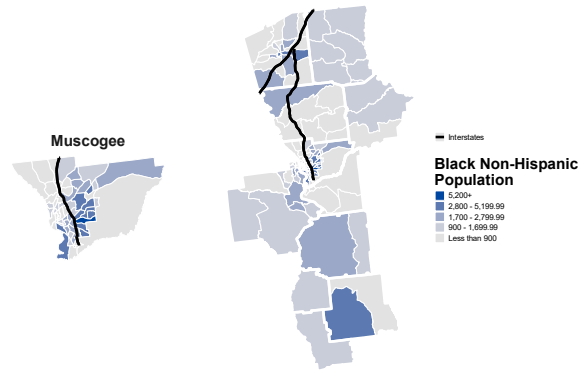 Muscogee
Interstates
Black Non-Hispanic
Population
5,200+
2,800 - 5,199.99
1,700 - 2,799.99
900 - 1,699.99
Less than 900